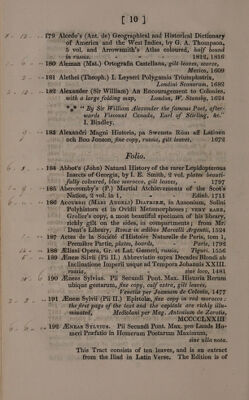 [ 10 ]
179 Alcedo's (Ant. de) Geographical and Historical Dictionary
of America and the West Indies, by G. A. Thompson,
5 vol. and Arrowsmith's Atlas coloured, half bound
in russia. 1812, 1816
180 Aleman (Mat.) Ortografia Castellana, gilt leaves, scarce,
Mexico, 1609
181 Alethei (Theoph.) I. Lyseri Polygamia Triumphatrix,
Londini Scanorum, 1682
182 Alexander (Sir William) An Encouragement to Colonies,
with a large folding map, London, W. Stansby, 1624
*** " By Sir William Alexander the famous Poet, after-
wards Viscount Canada, Earl of Stirling, &c."
I. Bindley.
183 Alexandri Magni Historia, pa Swenska Röm af Latinen
och Boo Jonson, fine copy, russia, gilt leaves, 1672
Folio.
184 Abbot's (John) Natural History of the rarer Lepidopterous
Insects of Georgia, by I. E. Smith, 2 vol. plates beauti-
fully coloured, blue morocco, gilt leaves, 1797
185 Abercromby's (P.) Martial Atchievements of the Scots
Nation, 2 vol. in 1, Edinb. 1711
186 Accursii (Mari Angeli) Diatribæ, in Ausonium, Solini
Polyhistora et in Ovidii Metamorphoses ; very rare,
Grolier's copy, a most beautiful specimen of his library,
richly gilt on the sides, in compartments ; from Mr
Dent's Library, Romæ in ædibus Marcelli Argentei, 1524
187 Actes de la Société d'Histoire Naturelle de Paris, tom 1,
Première Partie, plates, boards, Paris, 1792
188 Æliani Opera, Gr. et Lat, Gesneri, russia, Tiguri, 1556
189 Æneæ Silvii (Pii II.) Abbreviatio supra Decades Blondi ab
Inclinatione Imperii usque ad Tempora Johannis XXIII.
russia, sine loco, 1481
190 Æneæ Sylvius. Pii Secundi Pont. Max. Historia Rerum
ubique gestarum, fine copy, calf extra, gilt leaves,
Venetiis per Joannem de Colonia, 1477
191 Æneæ Sylvii (Pii II.) Epistolæ, fine copy in red morocco :
the first page of the text and the capitals are richly illu-
minated, Mediolani per Mag. Antonium de Zarotis,
MCCCCLXXIII
192 Æneas Sylvius. Pii Secundi Pont. Max. pro Laude Ho-
meri Præfatio in Homerum Poetarum Maximum,
sine ulla nota.
This Tract consists of ten leaves, and is an extract
from the Iliad in Latin Verse. The Edition is of